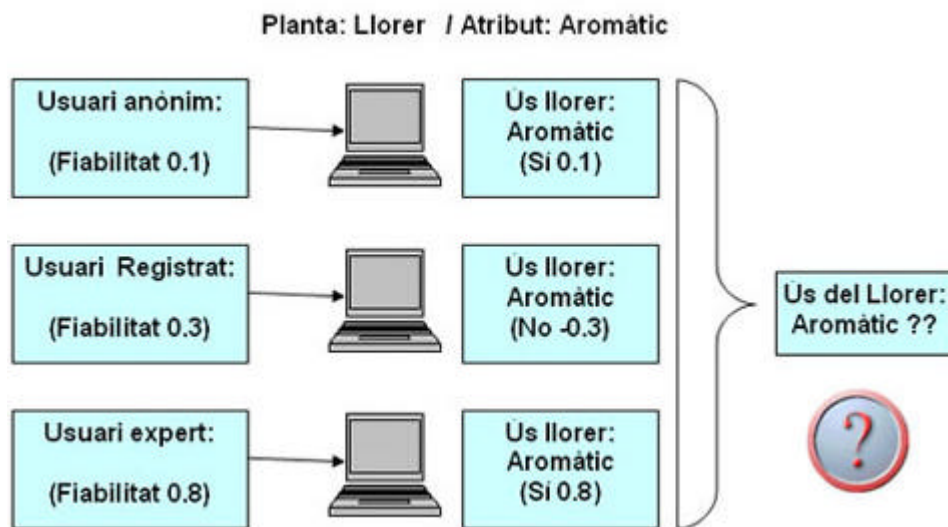 Planta: Llorer / Atribut: Aromàtic
Usuari anònim:
(Fiabilitat 0.1)
Ús llorer:
Aromàtic
(Sí 0.1)
Usuari Registrat:
(Fiabilitat 0.3)
Ús llorer:
Aromàtic
(No -0.3)
Usuari expert:
(Fiabilitat 0.8)
Ús llorer:
Aromàtic
(Sí 0.8)
Ús del Llorer:
Aromàtic ??
?